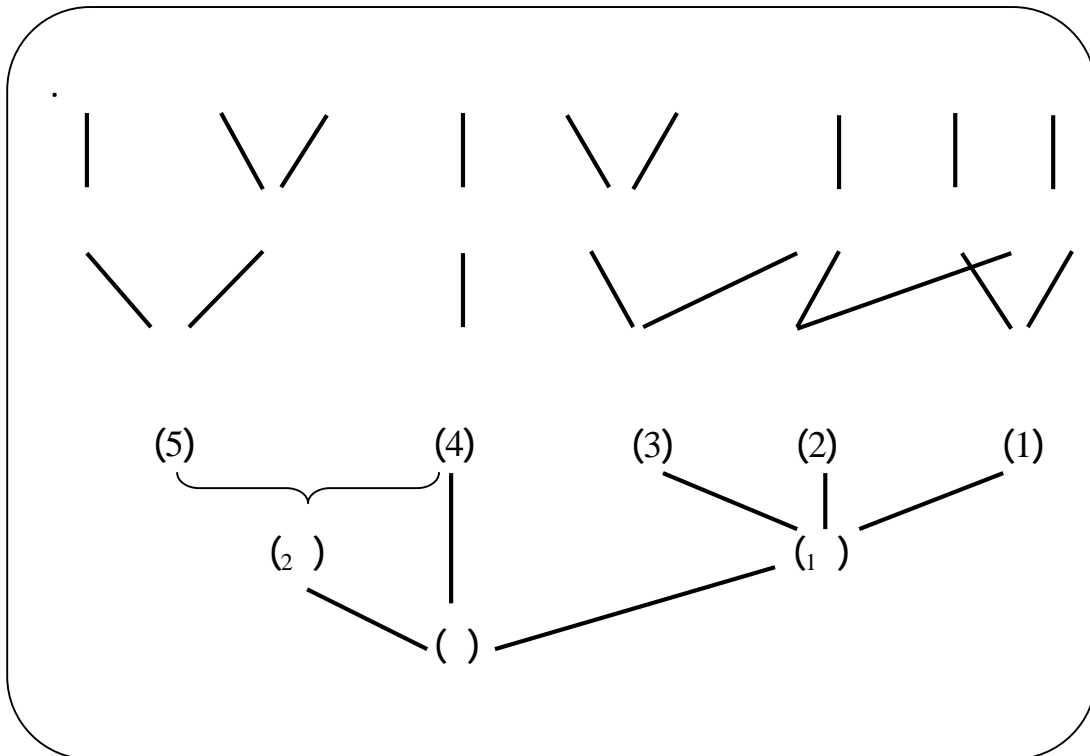 .
(5) (4) (3) (2) (1)
(2 ) (1 )
( )